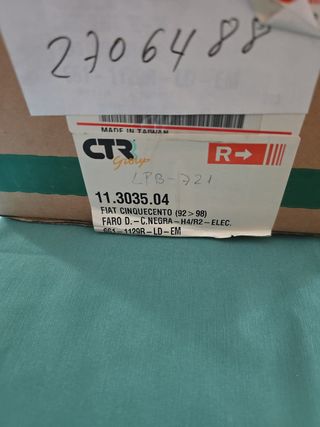 2706488
MADE IN TAIWAN
CTR
Group
R
LPB-721
11.3035.04
FIAT CINQUECENTO (92>98)
FARO D.-C.NEGRA-H4/R2-ELEC.
661-1129R-LD-EM